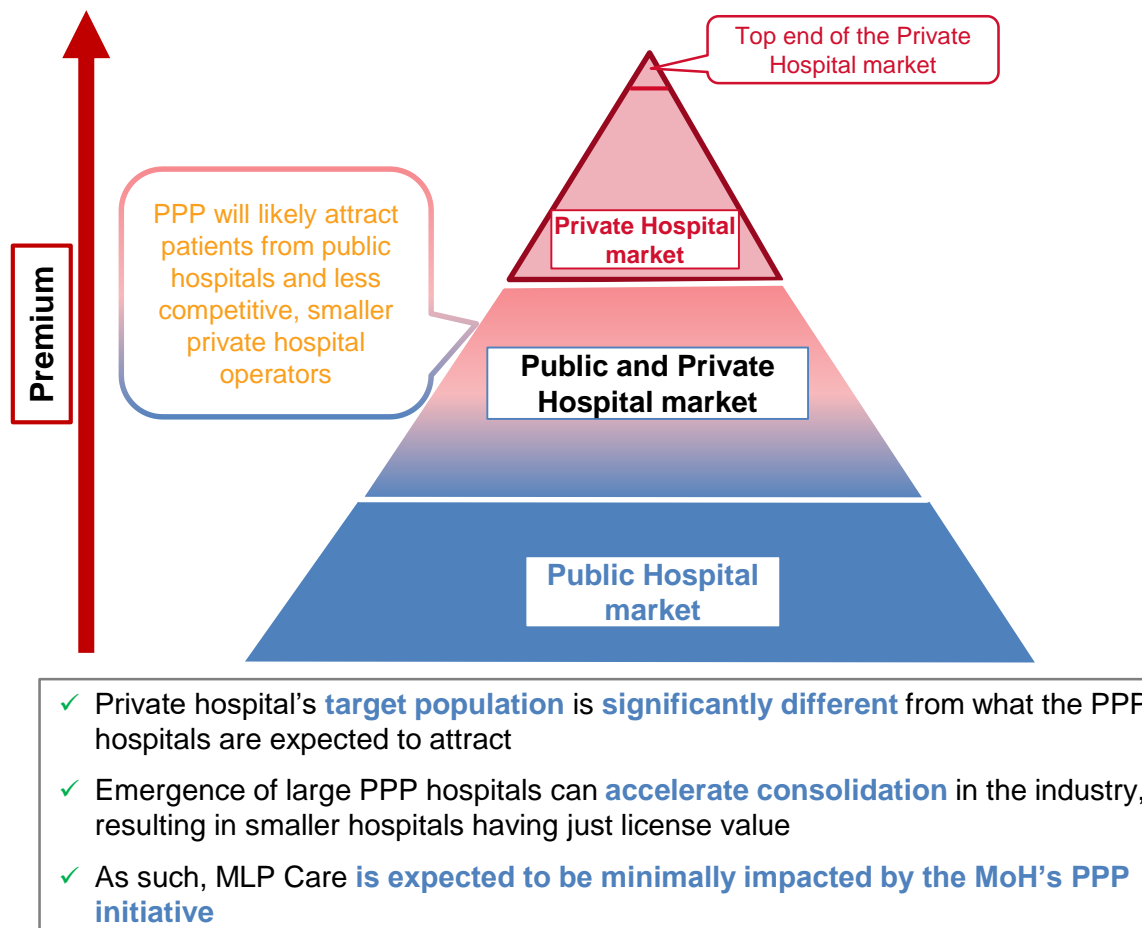 Top end of the Private
Hospital market
PPP will likely attract
patients from public
hospitals and less
competitive, smaller
private hospital
operators
Premium
Private Hospital
market
Public and Private
Hospital market
Public Hospital
market
✓ Private hospital's target population is significantly different from what the PPP
hospitals are expected to attract
✓ Emergence of large PPP hospitals can accelerate consolidation in the industry,
resulting in smaller hospitals having just license value
✓ As such, MLP Care is expected to be minimally impacted by the MoH's PPP
initiative